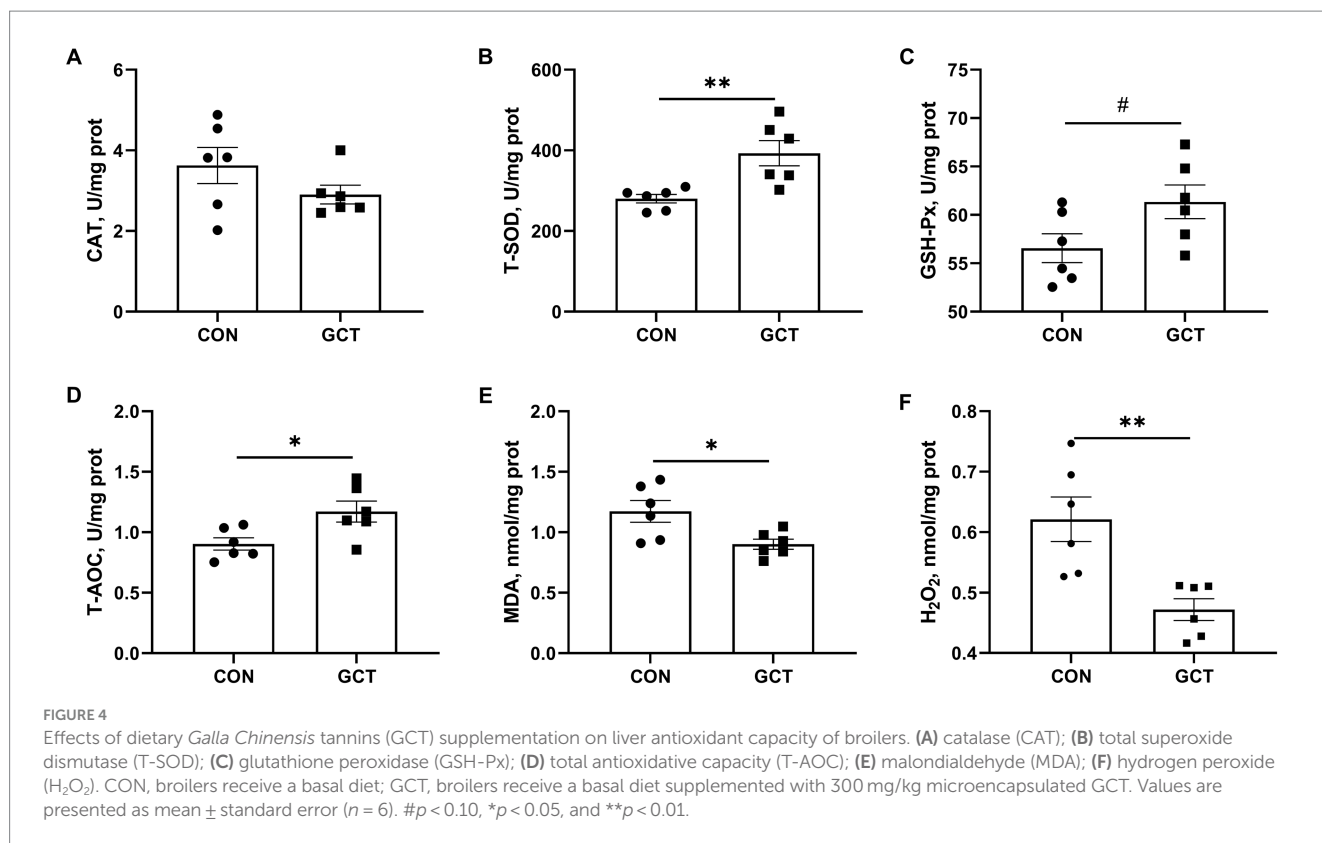 A
CAT, U/mg prot
6
4
2
0
CON
GCT
B
T-SOD, U/mg prot
600
400
200
0
**
CON
GCT
C
GSH-Px, U/mg prot
75
70
65
60
55
50
#
CON
GCT
D
T-AOC, U/mg prot
2.0
1.5
1.0
0.5
0.0
*
CON
GCT
E
MDA, nmol/mg prot
2.0
1.5
1.0
0.5
0.0
*
CON
GCT
F
H₂O₂, nmol/mg prot
0.8
0.7
0.6
0.5
0.4
**
CON
GCT
FIGURE 4
Effects of dietary Galla Chinensis tannins (GCT) supplementation on liver antioxidant capacity of broilers. (A) catalase (CAT); (B) total superoxide
dismutase (T-SOD); (C) glutathione peroxidase (GSH-Px); (D) total antioxidative capacity (T-AOC); (E) malondialdehyde (MDA); (F) hydrogen peroxide
(H₂O₂). CON, broilers receive a basal diet; GCT, broilers receive a basal diet supplemented with 300 mg/kg microencapsulated GCT. Values are
presented as mean ± standard error (n = 6). #p < 0.10, *p < 0.05, and **p < 0.01.